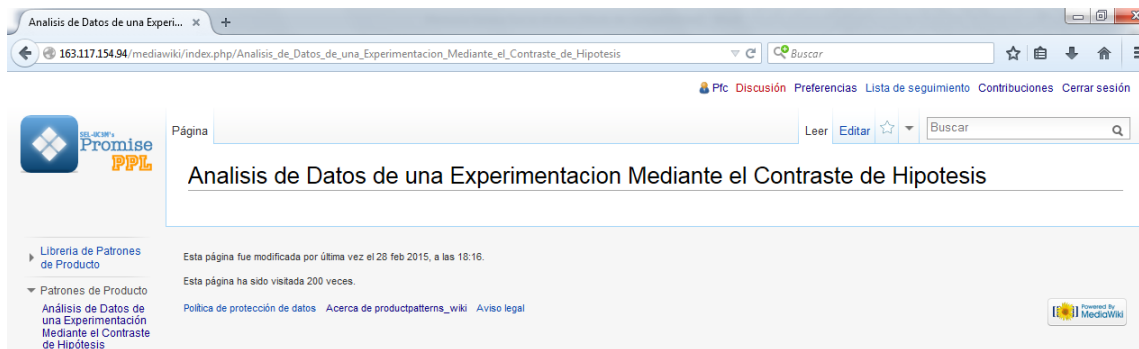 Analisis de Datos de una Experi...
163.117.154.94/mediawiki/index.php/Analisis_de_Datos_de_una_Experimentacion_Mediante_el_Contraste_de_Hipotesis
Buscar
Pfc Discusión Preferencias Lista de seguimiento Contribuciones Cerrar sesión
SEL-UC3M's
Promise
PPL
Página
Leer Editar
Buscar
Analisis de Datos de una Experimentacion Mediante el Contraste de Hipotesis
Libreria de Patrones
de Producto
Patrones de Producto
Análisis de Datos de
una Experimentación
Mediante el Contraste
de Hipótesis
Esta página fue modificada por última vez el 28 feb 2015, a las 18:16.
Esta página ha sido visitada 200 veces.
Política de protección de datos Acerca de productpatterns_wiki Aviso legal
Powered By
MediaWiki